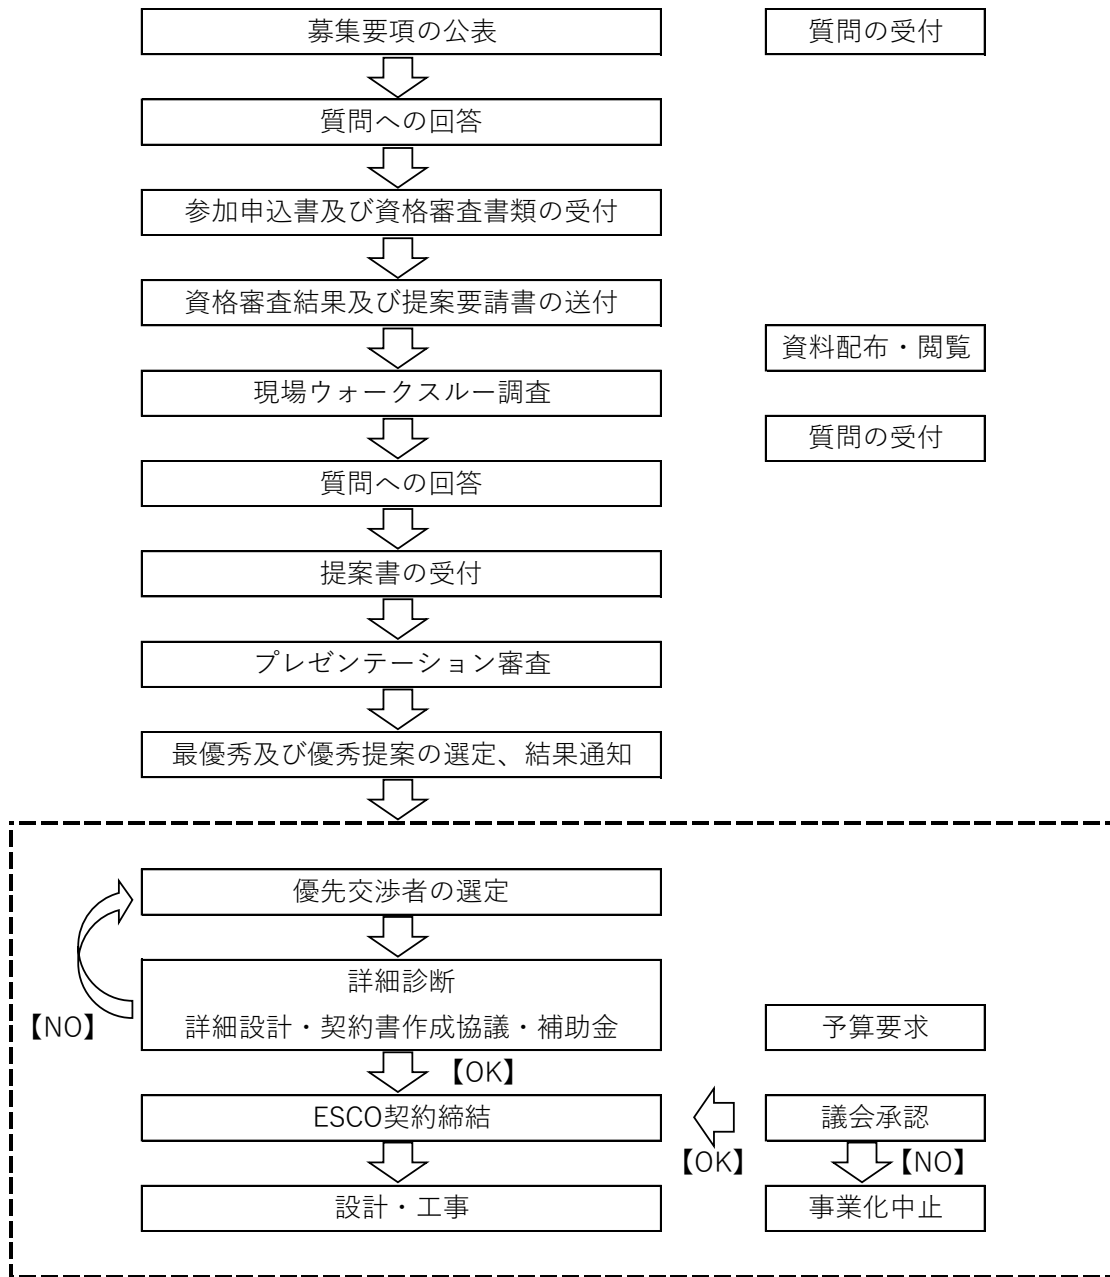 募集要項の公表
質問の受付
質問への回答
参加申込書及び資格審査書類の受付
資格審査結果及び提案要請書の送付
資料配布・閲覧
現場ウォークスルー調査
質問の受付
質問への回答
提案書の受付
プレゼンテーション審査
最優秀及び優秀提案の選定、結果通知
優先交渉者の選定
詳細診断
詳細設計・契約書作成協議・補助金
【NO】
予算要求
【OK】
ESCO契約締結
議会承認
【OK】
【NO】
設計・工事
事業化中止